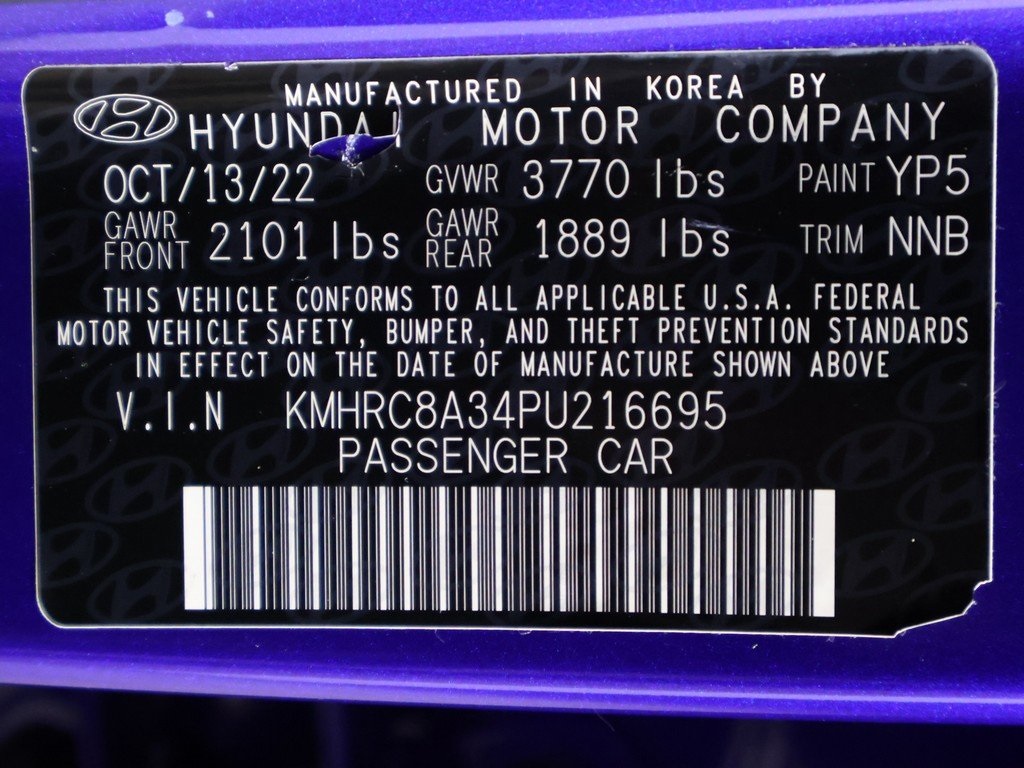 MANUFACTURED IN KOREA BY
HYUNDAI MOTOR COMPANY
OCT/13/22 GVWR 3770 lbs PAINT YP5
GAWR FRONT 2101 lbs GAWR REAR 1889 lbs TRIM NNB
THIS VEHICLE CONFORMS TO ALL APPLICABLE U.S.A. FEDERAL
MOTOR VEHICLE SAFETY, BUMPER, AND THEFT PREVENTION STANDARDS
IN EFFECT ON THE DATE OF MANUFACTURE SHOWN ABOVE
V.I.N KMHRC8A34PU216695
PASSENGER CAR